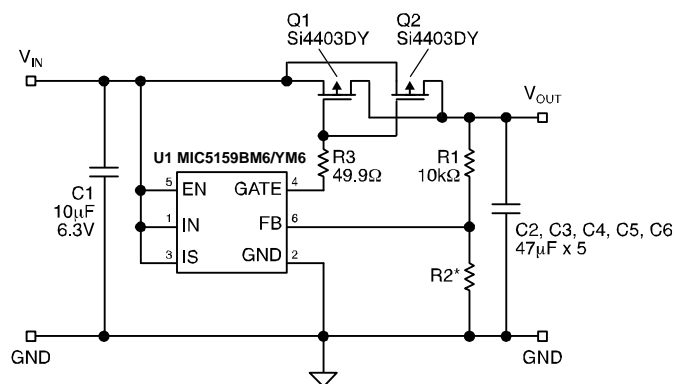 Q1
Si4403DY
Q2
Si4403DY
VIN
VOUT
U1 MIC5159BM6/YM6
R3
49.9Ω
R1
10kΩ
C1
10µF
6.3V
5 EN GATE 4
1 IN FB 6
3 IS GND 2
C2, C3, C4, C5, C6
47µF x 5
R2*
GND
GND